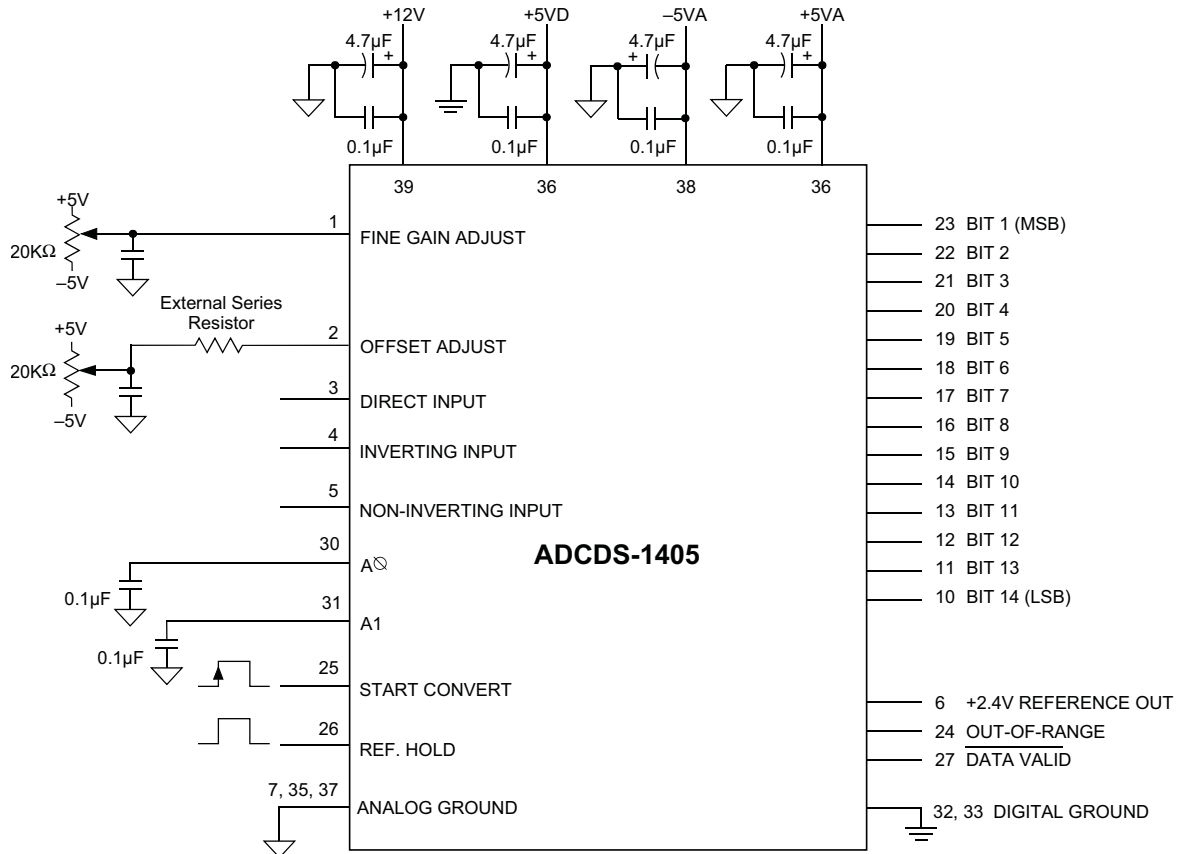 +12V
+5VD
–5VA
+5VA
4.7µF
+
4.7µF
+
4.7µF
+
4.7µF
+
0.1µF
0.1µF
0.1µF
0.1µF
39
36
38
36
+5V
20KΩ
–5V
1
FINE GAIN ADJUST
+5V
20KΩ
–5V
External Series
Resistor
2
OFFSET ADJUST
3
DIRECT INPUT
4
INVERTING INPUT
5
NON-INVERTING INPUT
ADCDS-1405
30
A∅
0.1µF
31
A1
0.1µF
25
START CONVERT
26
REF. HOLD
7, 35, 37
ANALOG GROUND
23 BIT 1 (MSB)
22 BIT 2
21 BIT 3
20 BIT 4
19 BIT 5
18 BIT 6
17 BIT 7
16 BIT 8
15 BIT 9
14 BIT 10
13 BIT 11
12 BIT 12
11 BIT 13
10 BIT 14 (LSB)
6 +2.4V REFERENCE OUT
24 OUT-OF-RANGE
27 DATA VALID
32, 33 DIGITAL GROUND